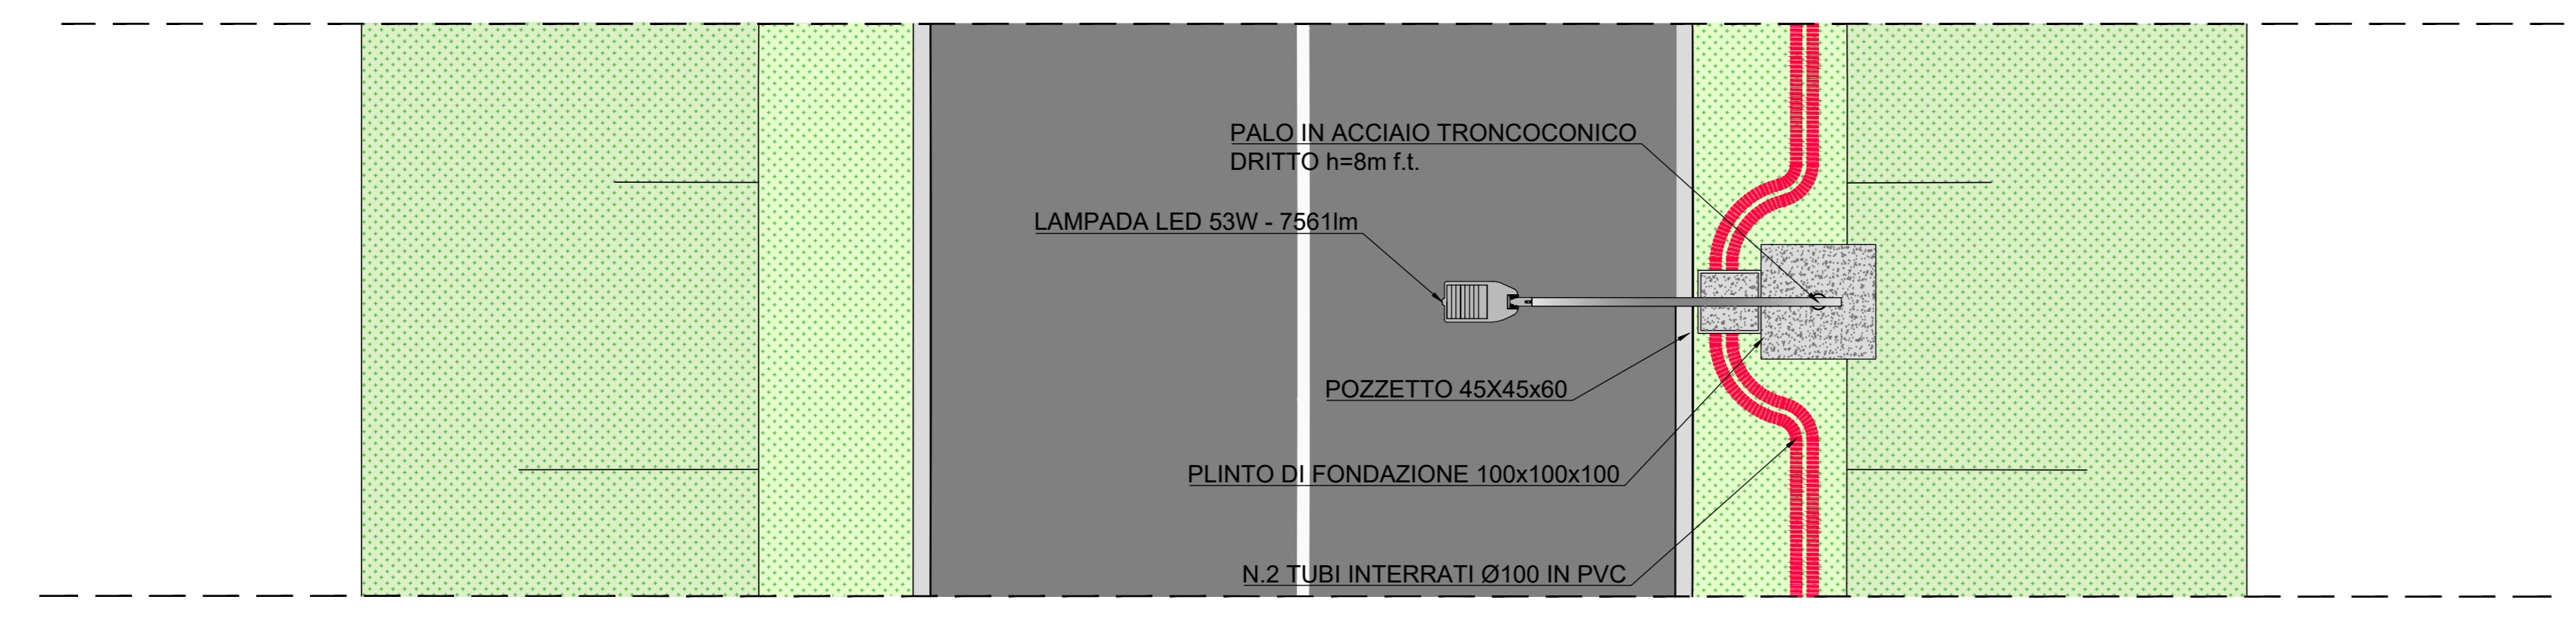 PALO IN ACCIAIO TRONCOCONICO
DRITTO h=8m f.t.
LAMPADA LED 53W - 7561lm
POZZETTO 45X45x60
PLINTO DI FONDAZIONE 100x100x100
N.2 TUBI INTERRATI Ø100 IN PVC